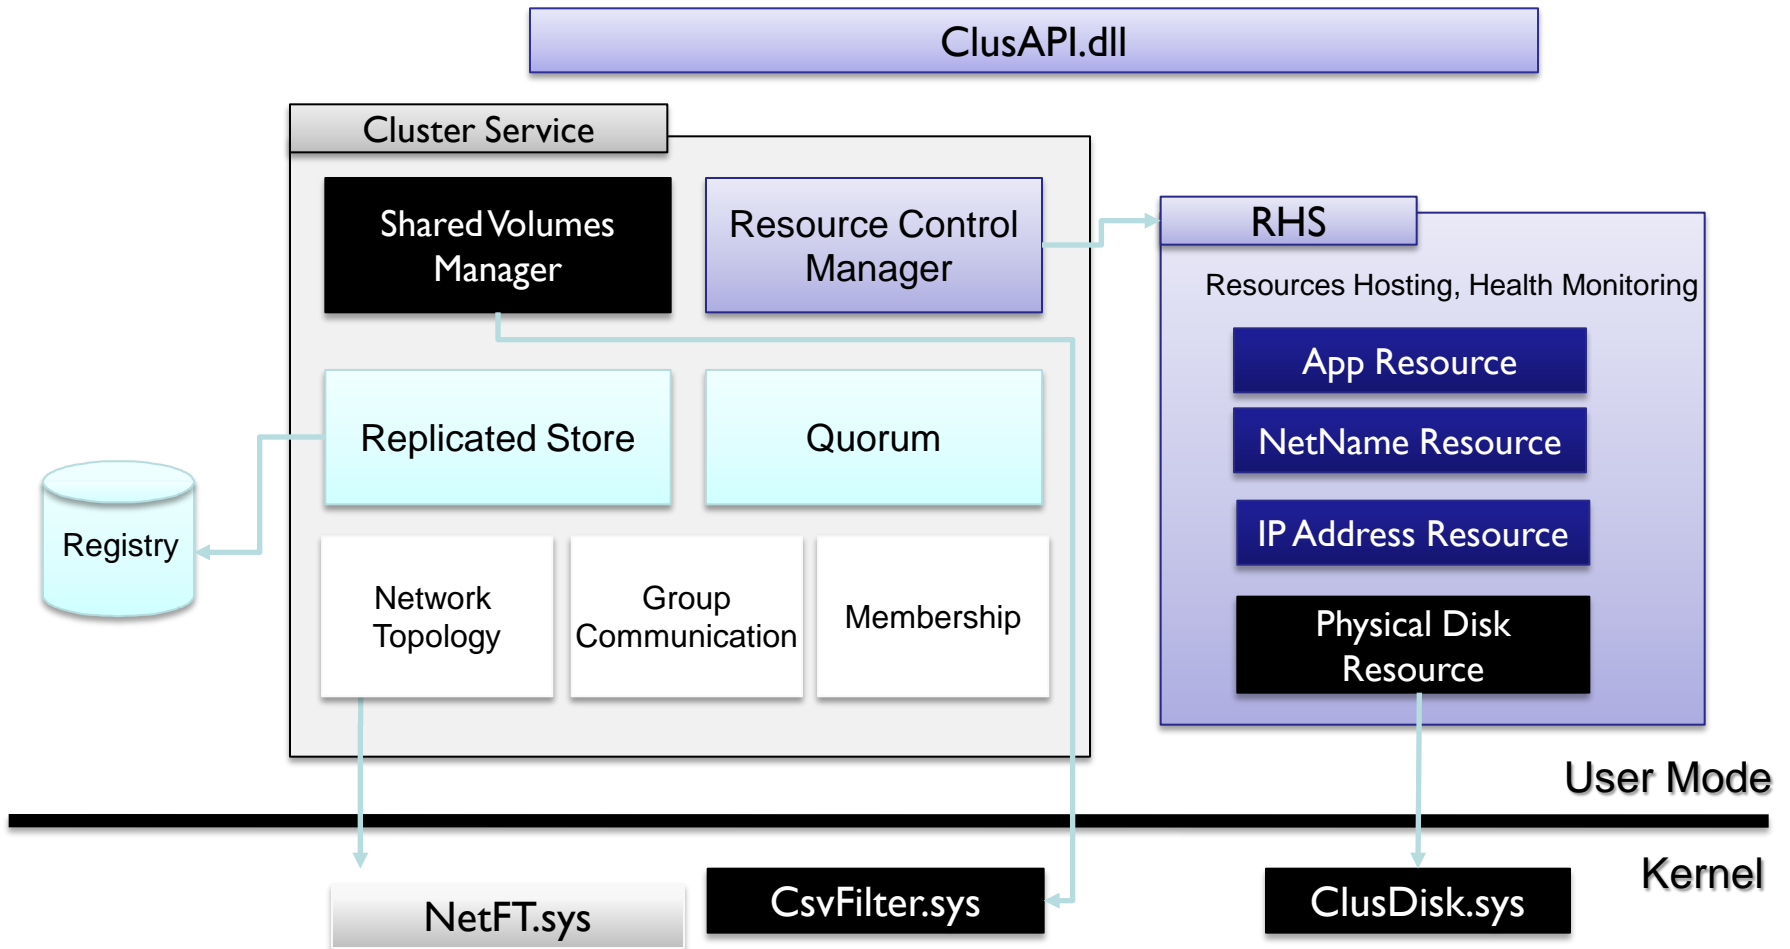 ClusAPI.dll
Cluster Service
Shared Volumes
Manager
Resource Control
Manager
RHS
Resources Hosting, Health Monitoring
App Resource
Replicated Store
Quorum
NetName Resource
Registry
IP Address Resource
Network
Topology
Group
Communication
Membership
Physical Disk
Resource
User Mode
Kernel
NetFT.sys
CsvFilter.sys
ClusDisk.sys